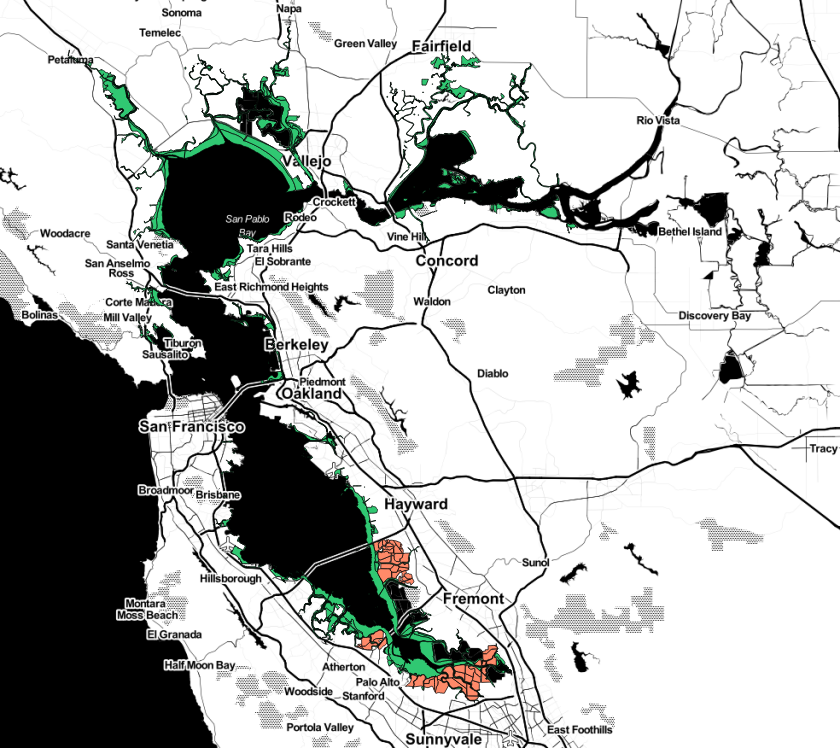 Sonoma
Napa
Temelec
Green Valley
Fairfield
Petaluma
Rio Vista
Vallejo
Crockett
San Pablo
Bay
Rodeo
Woodacre
Santa Venetia
Tara Hills
Vine Hill
Bethel Island
San Anselmo
El Sobrante
Concord
Ross
East Richmond Heights
Clayton
Corte Madera
Waldon
Bolinas
Mill Valley
Discovery Bay
Tiburon
Berkeley
Sausalito
Diablo
Piedmont
Oakland
San Francisco
Tracy
Broadmoor
Brisbane
Hayward
Sunol
Hillsborough
Fremont
Montara
Moss Beach
El Granada
Half Moon Bay
Atherton
Palo Alto
Woodside
Stanford
Portola Valley
East Foothills
Sunnyvale